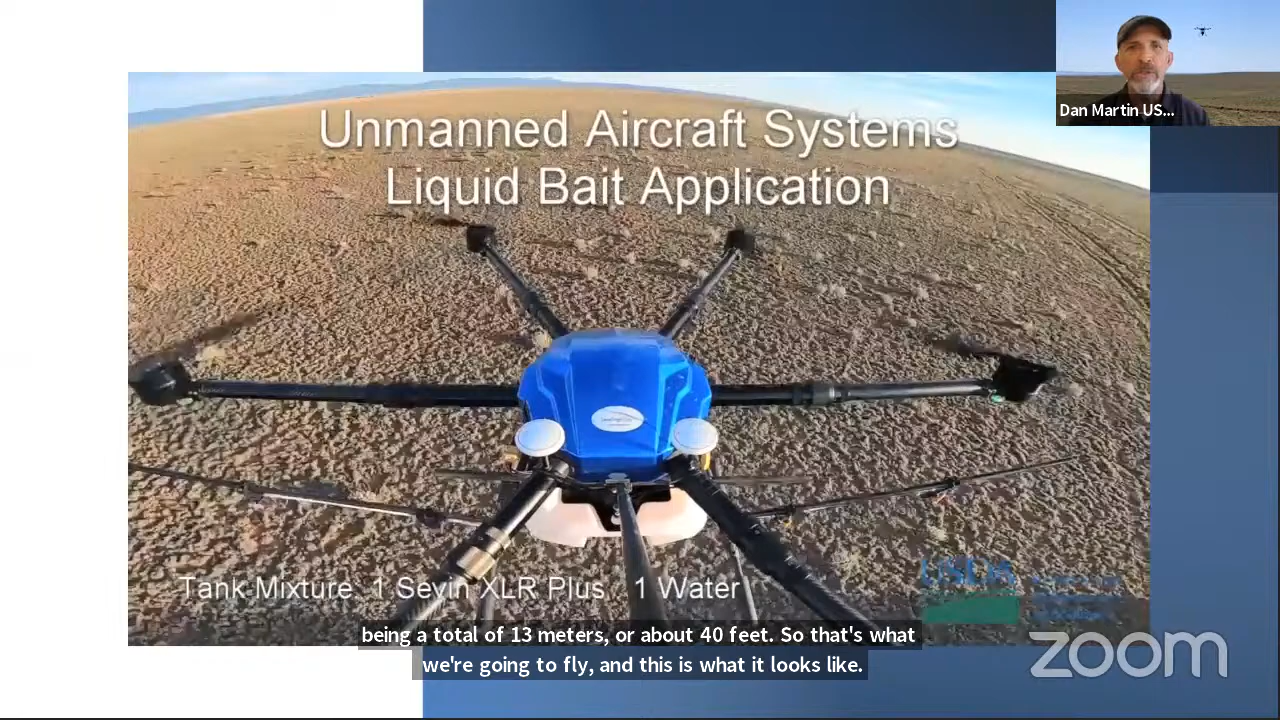 Dan Martin US...
Unmanned Aircraft Systems
Liquid Bait Application
Tank Mixture: 1 Sevin XLR Plus 1 Water
USDA
being a total of 13 meters, or about 40 feet. So that's what
we're going to fly, and this is what it looks like.
zoom